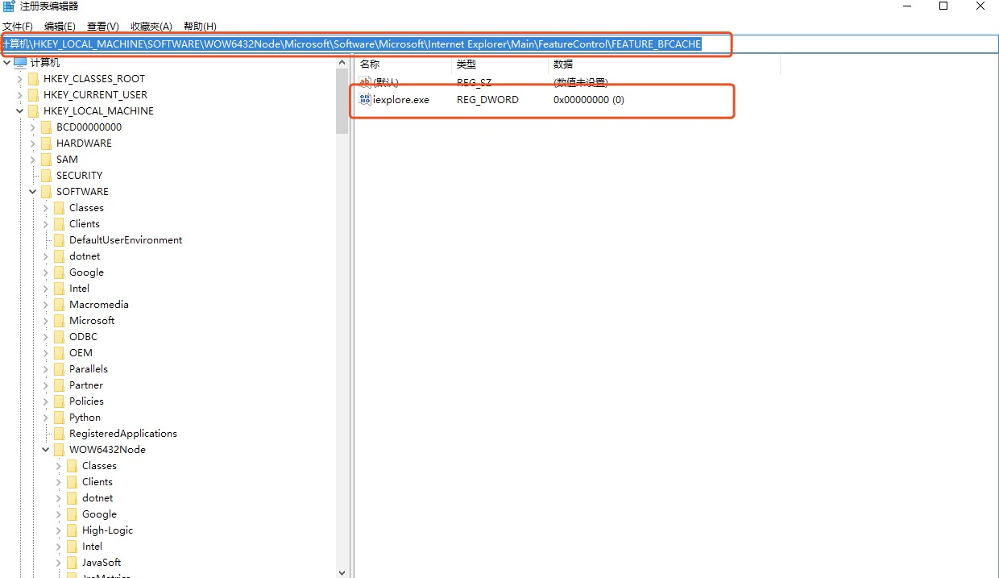 注册表编辑器
文件(F) 编辑(E) 查看(V) 收藏夹(A) 帮助(H)
计算机\HKEY_LOCAL_MACHINE\SOFTWARE\WOW6432Node\Microsoft\Software\Microsoft\Internet Explorer\Main\FeatureControl\FEATURE_BFCACHE
计算机
HKEY_CLASSES_ROOT
HKEY_CURRENT_USER
HKEY_LOCAL_MACHINE
BCD00000000
HARDWARE
SAM
SECURITY
SOFTWARE
Classes
Clients
DefaultUserEnvironment
dotnet
Google
Intel
Macromedia
Microsoft
ODBC
OEM
Parallels
Partner
Policies
Python
RegisteredApplications
WOW6432Node
Classes
Clients
dotnet
Google
High-Logic
Intel
JavaSoft
名称 类型 数据
ab (默认) REG_SZ (数值未设置)
iexplore.exe REG_DWORD 0x00000000 (0)